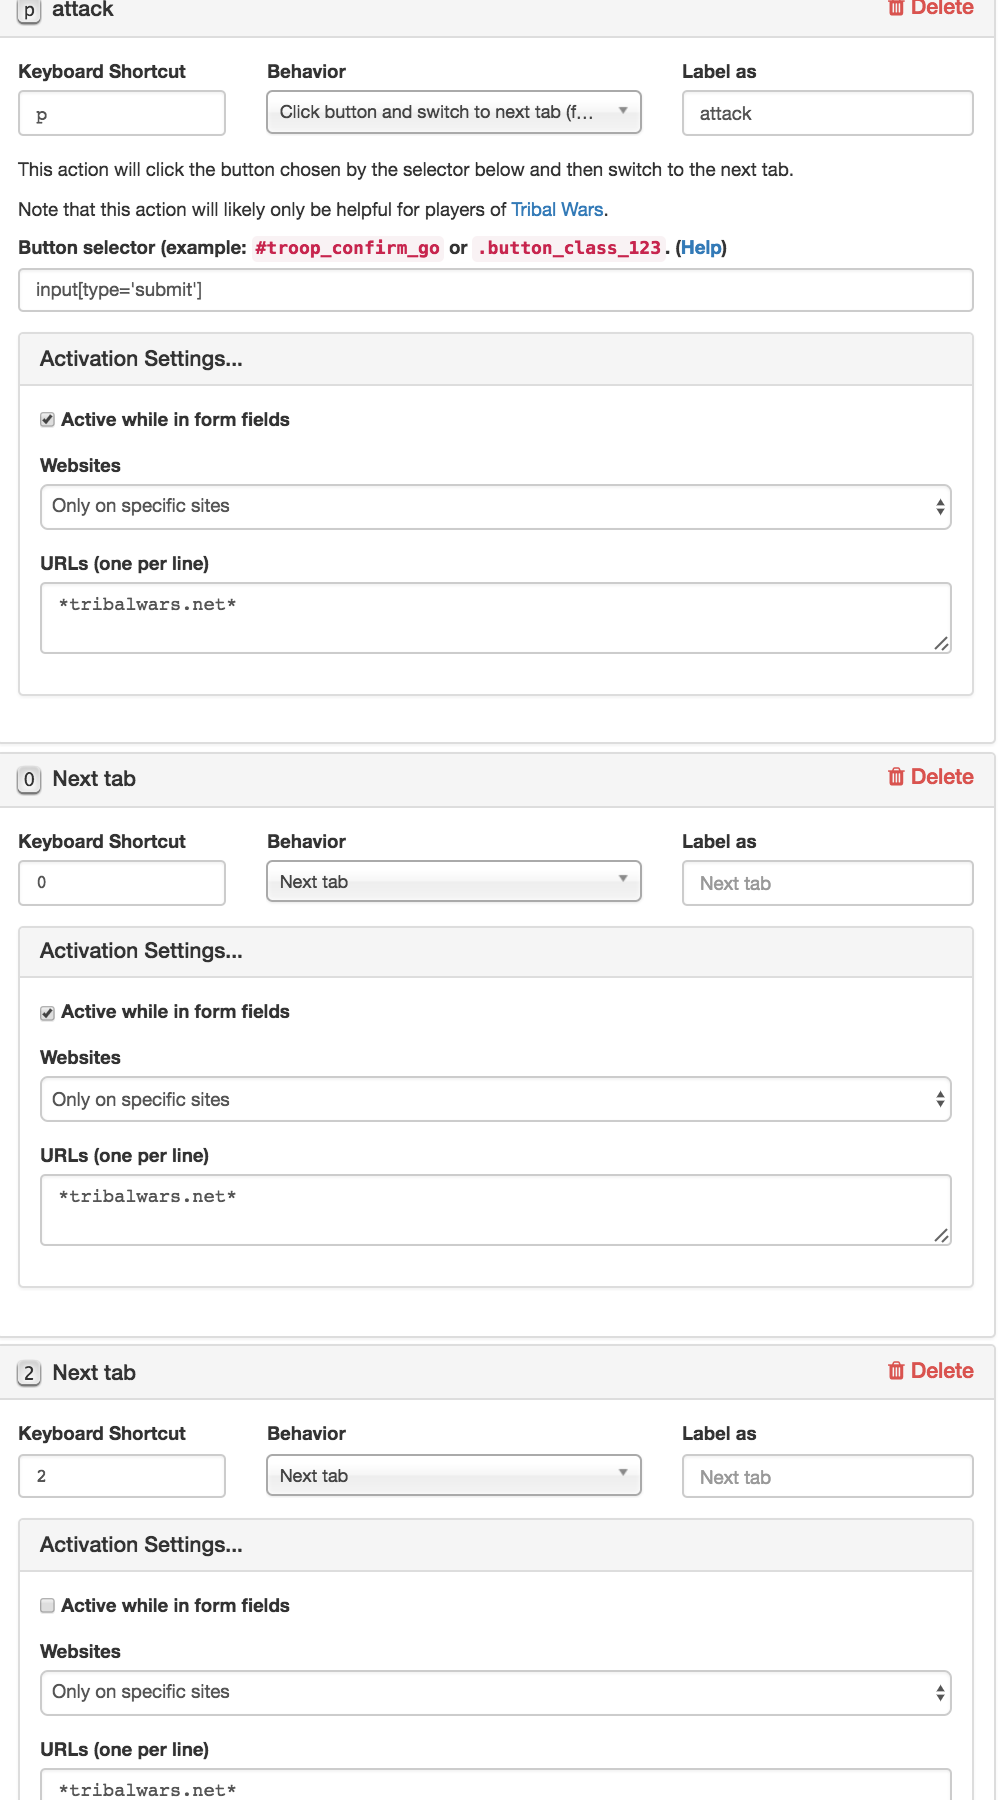 p attack Delete
Keyboard Shortcut Behavior Label as
p Click button and switch to next tab (f... attack
This action will click the button chosen by the selector below and then switch to the next tab.
Note that this action will likely only be helpful for players of Tribal Wars.
Button selector (example: #troop_confirm_go or .button_class_123. (Help)
input[type='submit']
Activation Settings...
Active while in form fields
Websites
Only on specific sites
URLs (one per line)
*tribalwars.net*
0 Next tab Delete
Keyboard Shortcut Behavior Label as
0 Next tab Next tab
Activation Settings...
Active while in form fields
Websites
Only on specific sites
URLs (one per line)
*tribalwars.net*
2 Next tab Delete
Keyboard Shortcut Behavior Label as
2 Next tab Next tab
Activation Settings...
Active while in form fields
Websites
Only on specific sites
URLs (one per line)
*tribalwars.net*